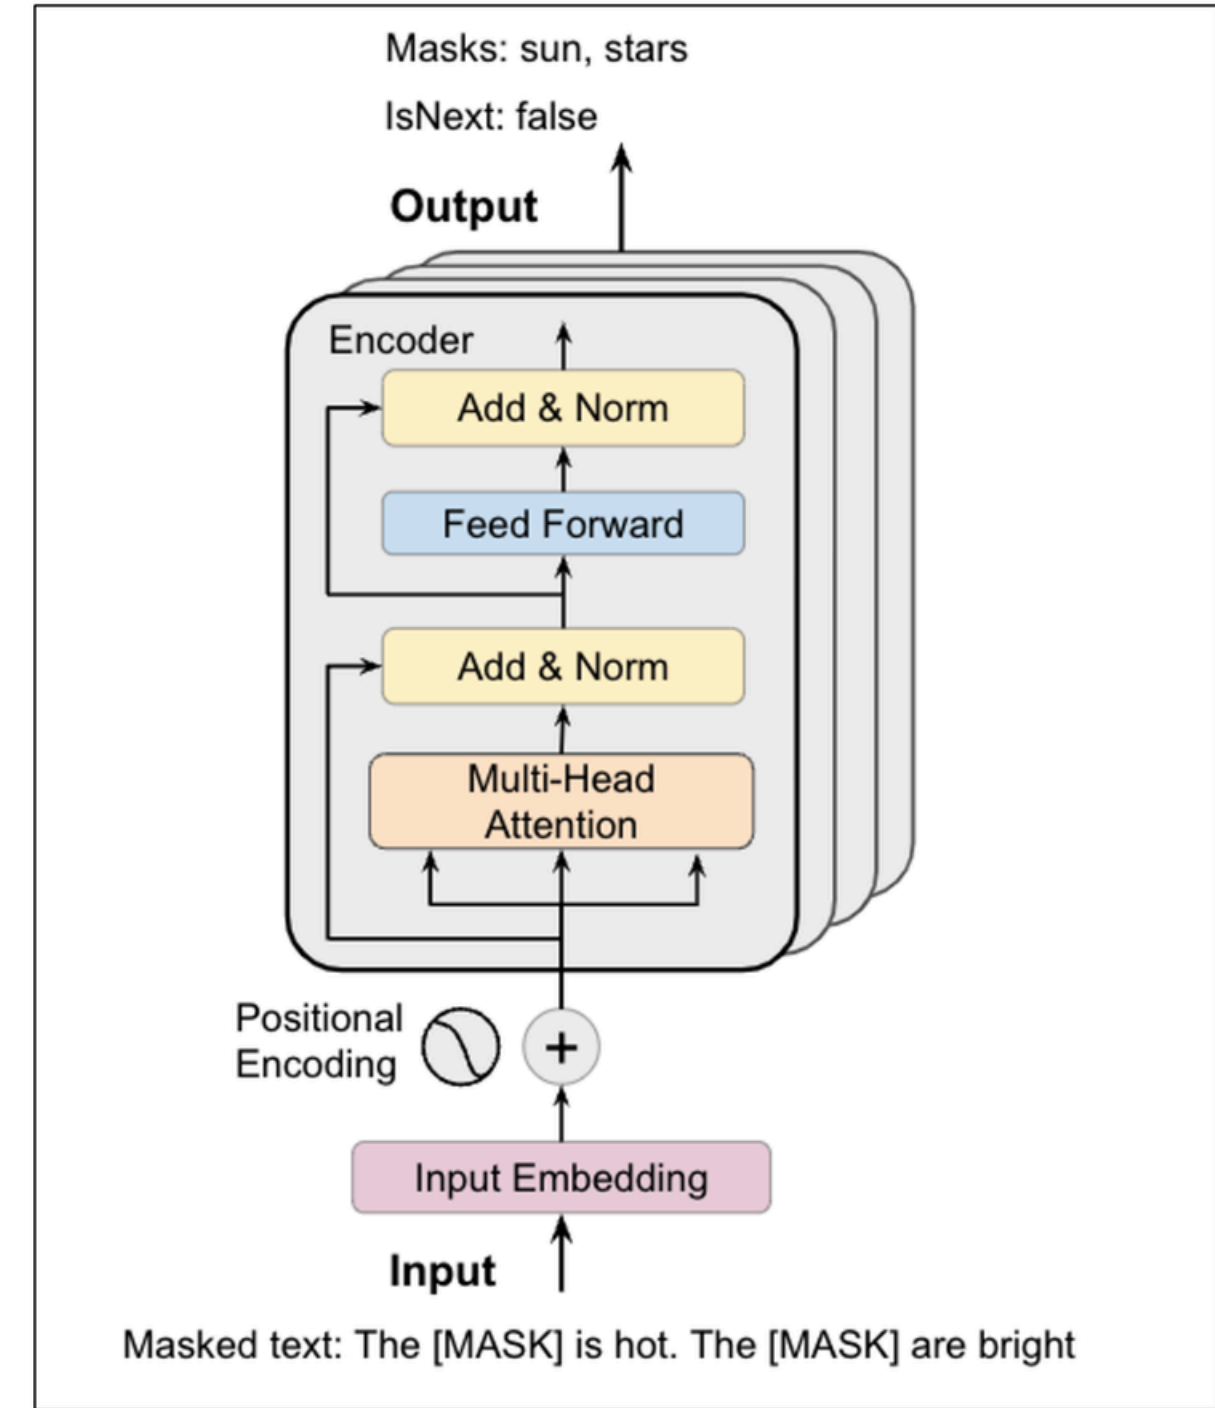 Masks: sun, stars
IsNext: false
Output
Encoder
Add & Norm
Feed Forward
Add & Norm
Multi-Head
Attention
Positional
Encoding
+
Input Embedding
Input
Masked text: The [MASK] is hot. The [MASK] are bright